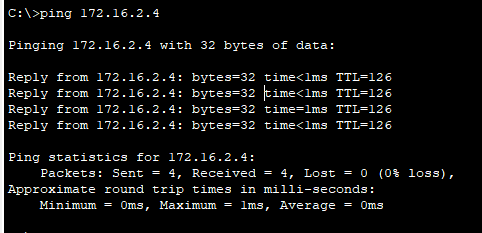 C:\>ping 172.16.2.4
Pinging 172.16.2.4 with 32 bytes of data:
Reply from 172.16.2.4: bytes=32 time<1ms TTL=126
Reply from 172.16.2.4: bytes=32 time<1ms TTL=126
Reply from 172.16.2.4: bytes=32 time=1ms TTL=126
Reply from 172.16.2.4: bytes=32 time<1ms TTL=126
Ping statistics for 172.16.2.4:
    Packets: Sent = 4, Received = 4, Lost = 0 (0% loss),
Approximate round trip times in milli-seconds:
    Minimum = 0ms, Maximum = 1ms, Average = 0ms